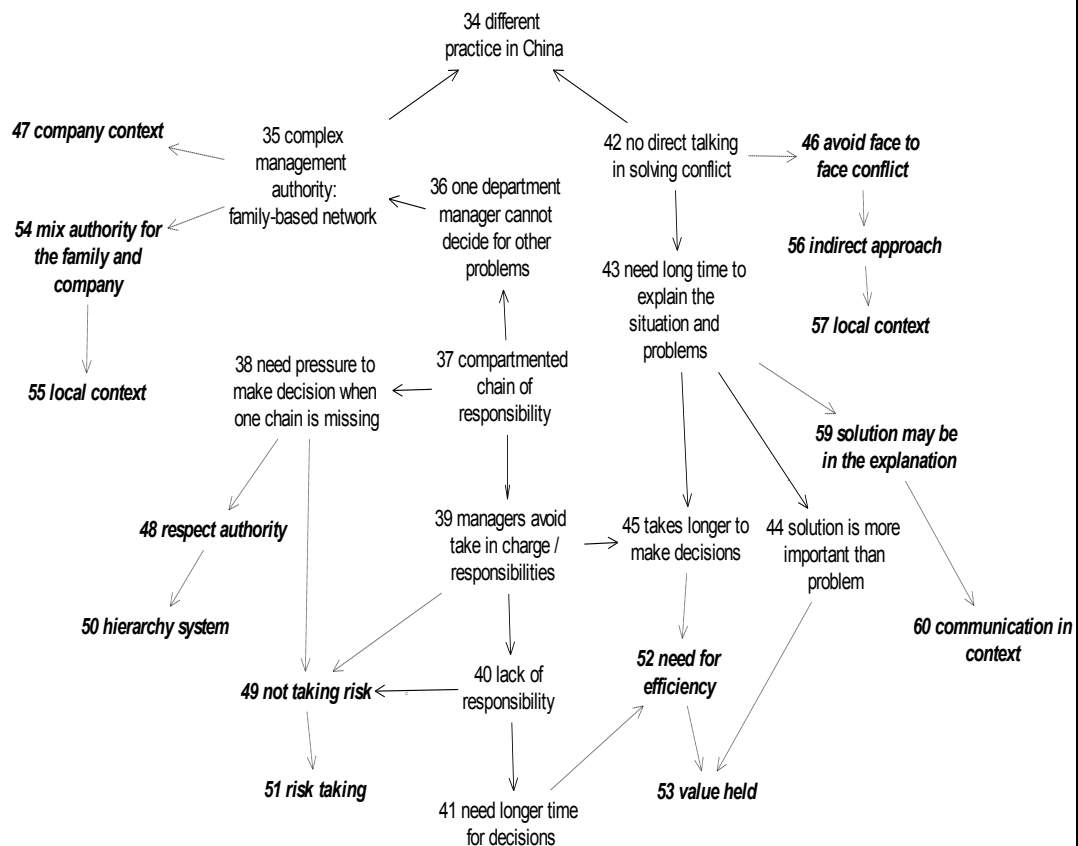 34 different
practice in China
47 company context
35 complex
management
authority:
family-based network
42 no direct talking
in solving conflict
46 avoid face to
face conflict
36 one department
manager cannot
decide for other
problems
54 mix authority for
the family and
company
56 indirect approach
43 need long time to
explain the
situation and
problems
57 local context
38 need pressure to
make decision when
one chain is missing
37 compartmented
chain of
responsibility
55 local context
59 solution may be
in the explanation
48 respect authority
39 managers avoid
take in charge /
responsibilities
45 takes longer to
make decisions
44 solution is more
important than
problem
50 hierarchy system
60 communication in
context
52 need for
efficiency
49 not taking risk
40 lack of
responsibility
51 risk taking
53 value held
41 need longer time
for decisions